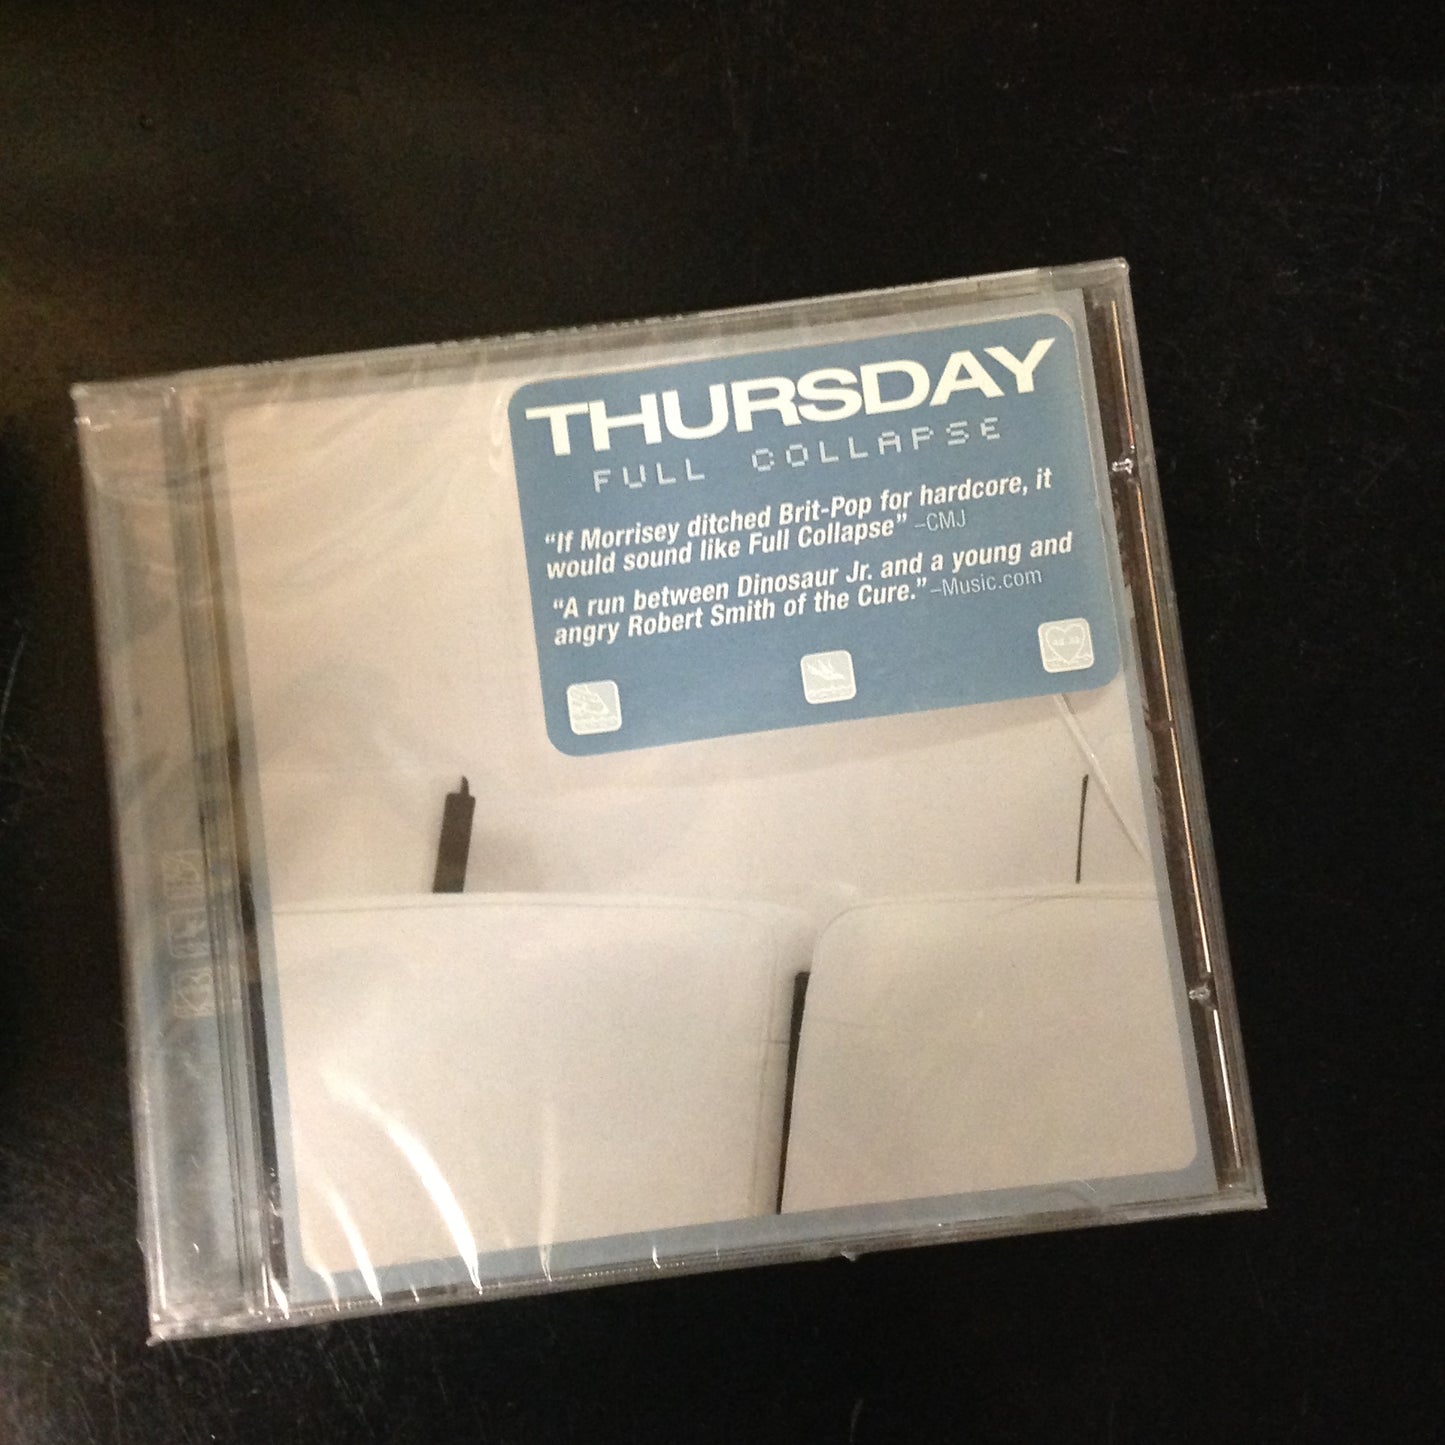 THURSDAY
FULL COLLAPSE
“If Morrisey ditched Brit-Pop for hardcore, it
would sound like Full Collapse” –CMJ
“A run between Dinosaur Jr. and a young and
angry Robert Smith of the Cure.” –Music.com